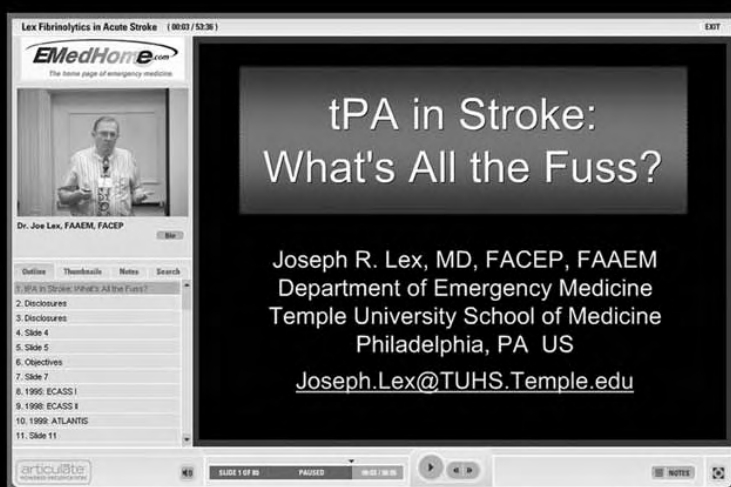 Lex Fibrinolytics in Acute Stroke ( 00:03 / 53:36 )
EXIT
EMedHome.com
The home page of emergency medicine.
Dr. Joe Lex, FAAEM, FACEP
Bio
Outline Thumbnails Notes Search
1. tPA in Stroke: What's All the Fuss?
2. Disclosures
3. Disclosures
4. Slide 4
5. Slide 5
6. Objectives
7. Slide 7
8. 1995: ECASS I
9. 1998: ECASS II
10. 1999: ATLANTIS
11. Slide 11
tPA in Stroke:
What's All the Fuss?
Joseph R. Lex, MD, FACEP, FAAEM
Department of Emergency Medicine
Temple University School of Medicine
Philadelphia, PA US
Joseph.Lex@TUHS.Temple.edu
articulate
SLIDE 1 OF 85 PAUSED
NOTES